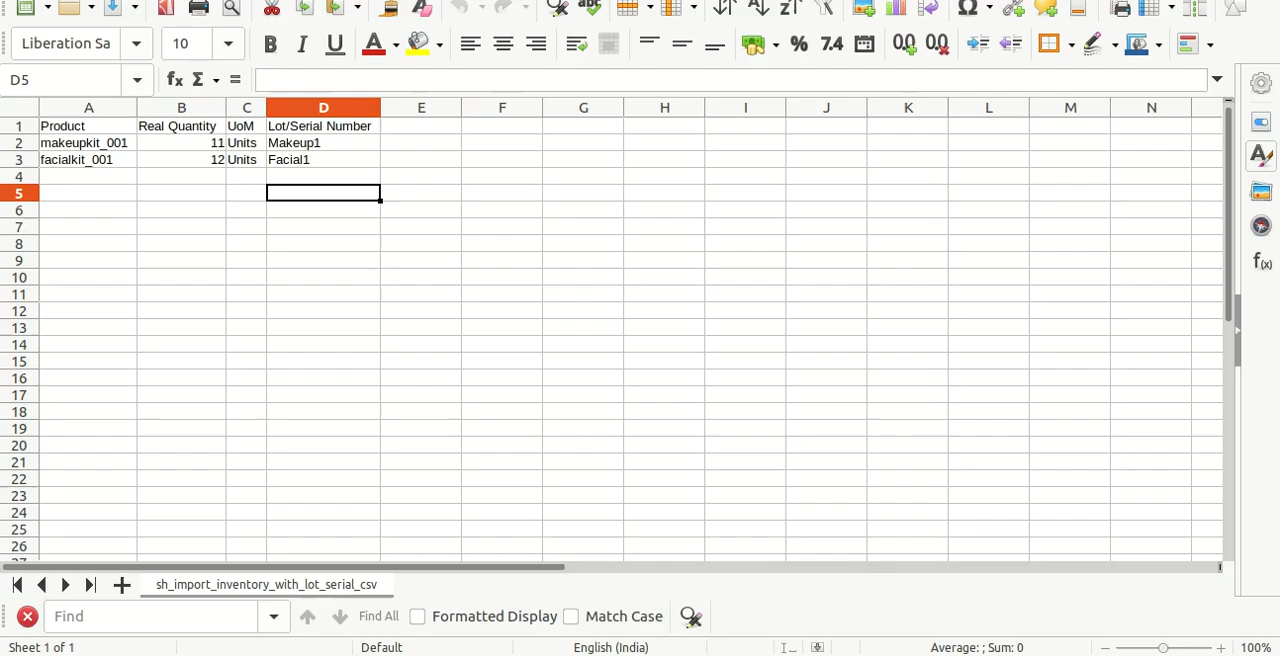 Liberation Sa 10 B I U A % 7.4
D5 fx Σ =
A B C D E F G H I J K L M N
1 Product Real Quantity UoM Lot/Serial Number
2 makeupkit_001 11 Units Makeup1
3 facialkit_001 12 Units Facial1
4
5
6
7
8
9
10
11
12
13
14
15
16
17
18
19
20
21
22
23
24
25
26
sh_import_inventory_with_lot_serial_csv
Find Find All Formatted Display Match Case
Sheet 1 of 1 Default English (India) Average: ; Sum: 0 100%